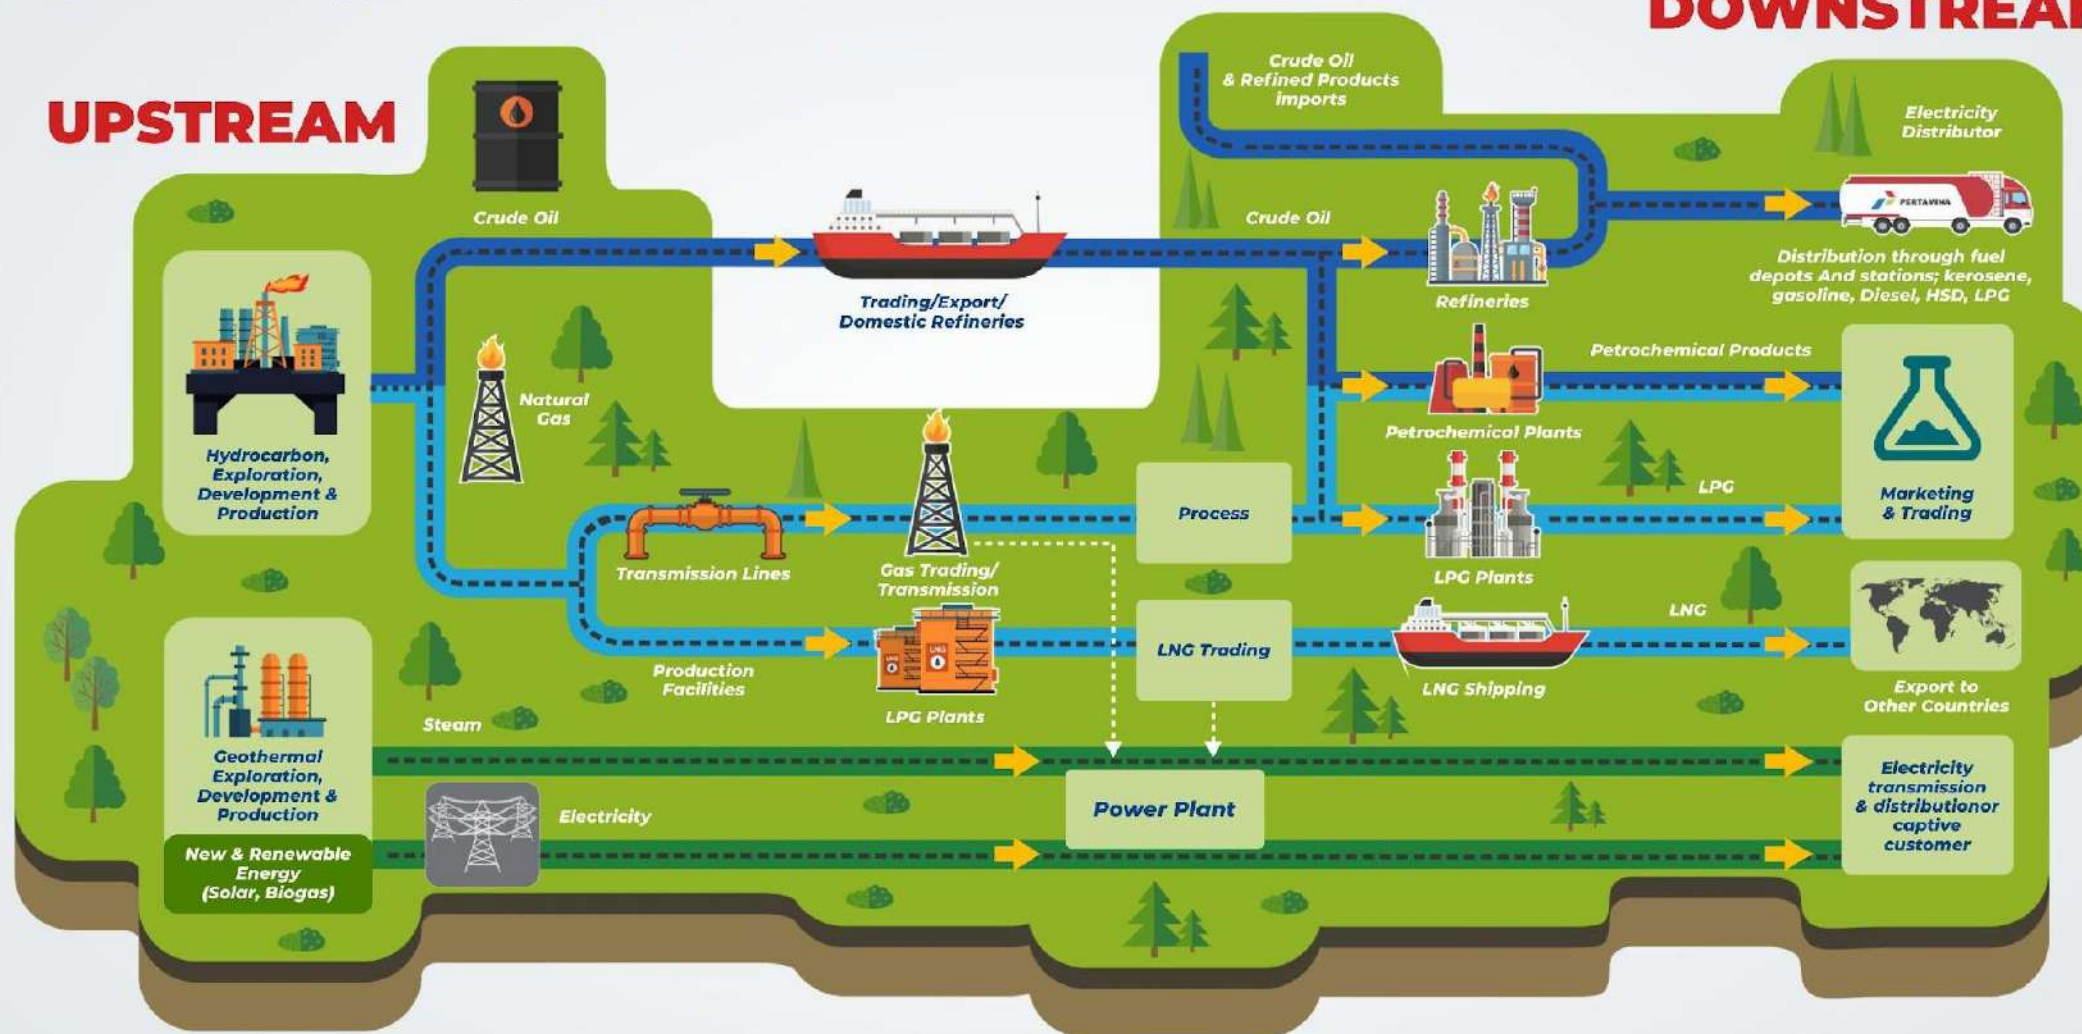 DOWNSTREAM
UPSTREAM
Crude Oil
Crude Oil
& Refined Products
imports
Electricity
Distributor
PERTAMINA
Crude Oil
Distribution through fuel
depots And stations; kerosene,
gasoline, Diesel, HSD, LPG
Trading/Export/
Domestic Refineries
Refineries
Natural
Gas
Petrochemical Products
Petrochemical Plants
Hydrocarbon,
Exploration,
Development &
Production
Process
LPG
Marketing
& Trading
Transmission Lines
Gas Trading/
Transmission
LPG Plants
LNG
LNG
LNG
LNG Trading
Production
Facilities
LNG Shipping
Export to
Other Countries
LPG Plants
Steam
Geothermal
Exploration,
Development &
Production
Electricity
Power Plant
Electricity
transmission
& distributionor
captive
customer
New & Renewable
Energy
(Solar, Biogas)